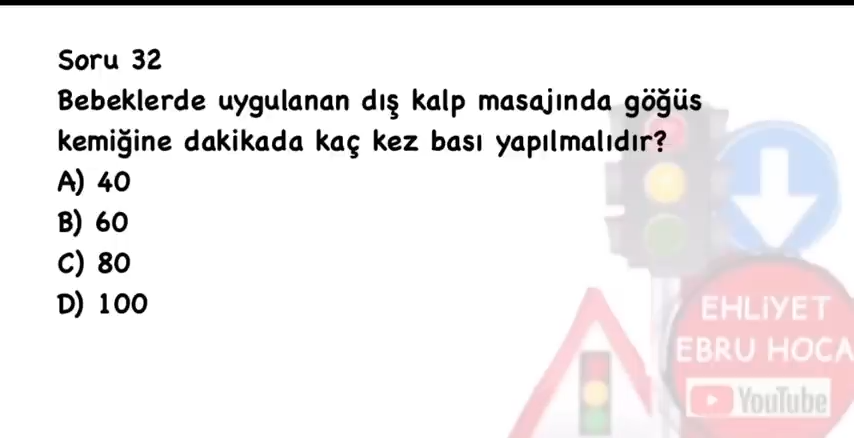 Soru 32
Bebeklerde uygulanan dış kalp masajında göğüs
kemiğine dakikada kaç kez bası yapılmalıdır?
A) 40
B) 60
C) 80
D) 100
EHLİYET
EBRU HOCA
YouTube